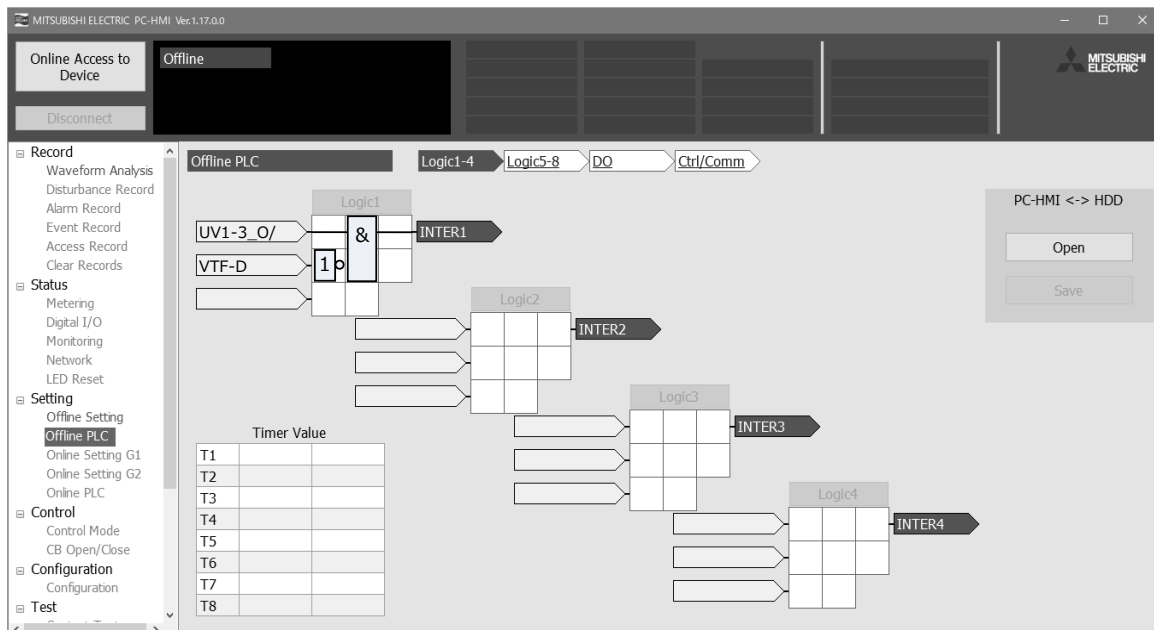 MITSUBISHI ELECTRIC PC-HMI Ver.1.17.0.0
Online Access to
Device
Disconnect
Offline
MITSUBISHI
ELECTRIC
Record
Waveform Analysis
Disturbance Record
Alarm Record
Event Record
Access Record
Clear Records
Status
Metering
Digital I/O
Monitoring
Network
LED Reset
Setting
Offline Setting
Offline PLC
Online Setting G1
Online Setting G2
Online PLC
Control
Control Mode
CB Open/Close
Configuration
Configuration
Test
Offline PLC
Logic1-4
Logic5-8
DO
Ctrl/Comm
Logic1
UV1-3_O/
&
INTER1
VTF-D
1
Logic2
INTER2
Logic3
INTER3
Logic4
INTER4
Timer Value
T1
T2
T3
T4
T5
T6
T7
T8
PC-HMI <-> HDD
Open
Save